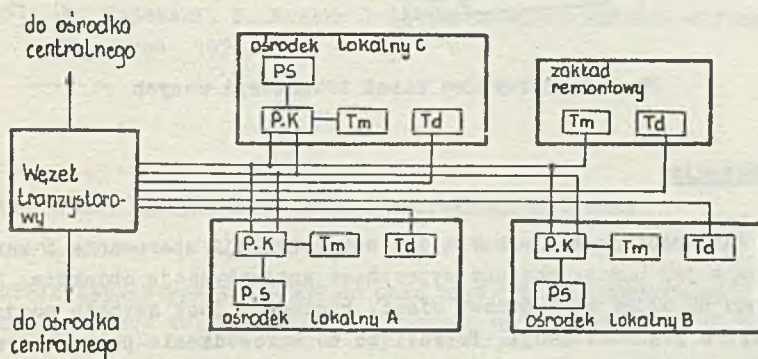 do ośrodka
centralnego
Węzeł
tranzystoro-
wy
do ośrodka
centralnego
ośrodek lokalny C
PS
P.K
Tm
Td
zakład
remontowy
Tm
Td
P.K
Tm
Td
P.S
ośrodek lokalny A
P.K
Tm
Td
PS
ośrodek lokalny B